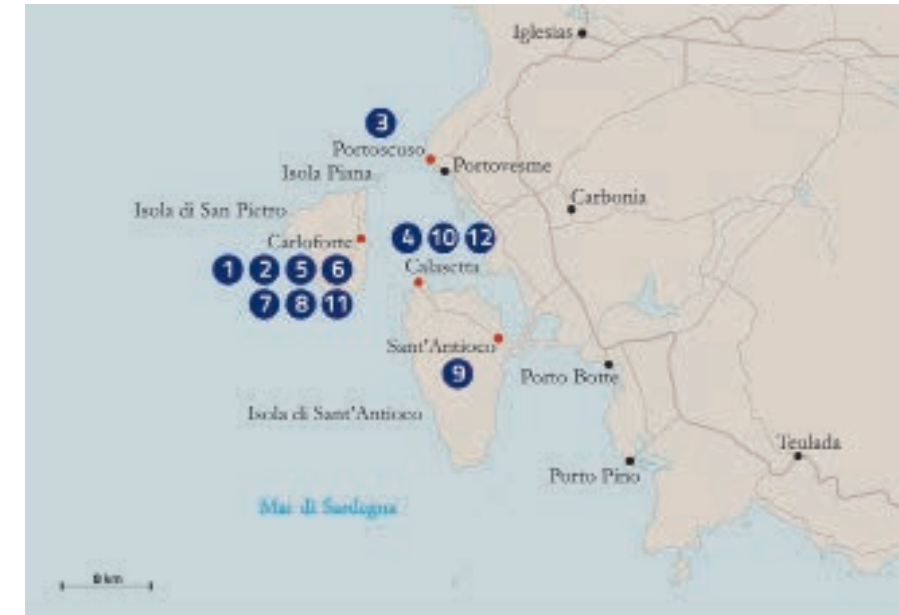 Iglesias
3
Portoscuso
Portovesme
Isola Piana
Carbonia
Isola di San Pietro
Carloforte
4 10 12
1 2 5 6
Calasetta
7 8 11
Sant'Antioco
9
Porto Botte
Isola di Sant'Antioco
Teulada
Porto Pino
Mar di Sardegna
8 km